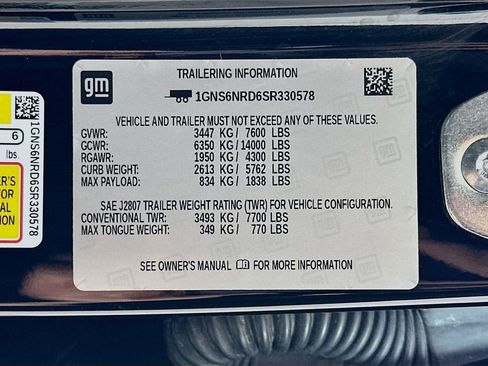 gm
TRAILERING INFORMATION
1GNS6NRD6SR330578
VEHICLE AND TRAILER MUST NOT EXCEED ANY OF THESE VALUES.
GVWR: 3447 KG / 7600 LBS
GCWR: 6350 KG / 14000 LBS
RGAWR: 1950 KG / 4300 LBS
CURB WEIGHT: 2613 KG / 5762 LBS
MAX PAYLOAD: 834 KG / 1838 LBS
SAE J2807 TRAILER WEIGHT RATING (TWR) FOR VEHICLE CONFIGURATION.
CONVENTIONAL TWR: 3493 KG / 7700 LBS
MAX TONGUE WEIGHT: 349 KG / 770 LBS
SEE OWNER'S MANUAL FOR MORE INFORMATION
6
lbs.
1GNS6NRD6SR330578